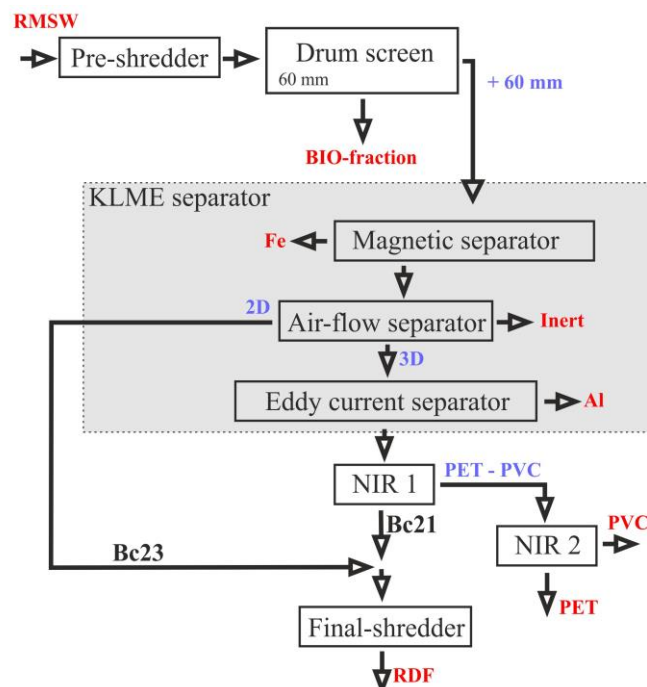 RMSW
Pre-shredder
Drum screen
60 mm
+ 60 mm
BIO-fraction
KLME separator
Fe
Magnetic separator
2D
Air-flow separator
Inert
3D
Eddy current separator
Al
NIR 1
PET - PVC
Bc21
PVC
Bc23
NIR 2
PET
Final-shredder
RDF